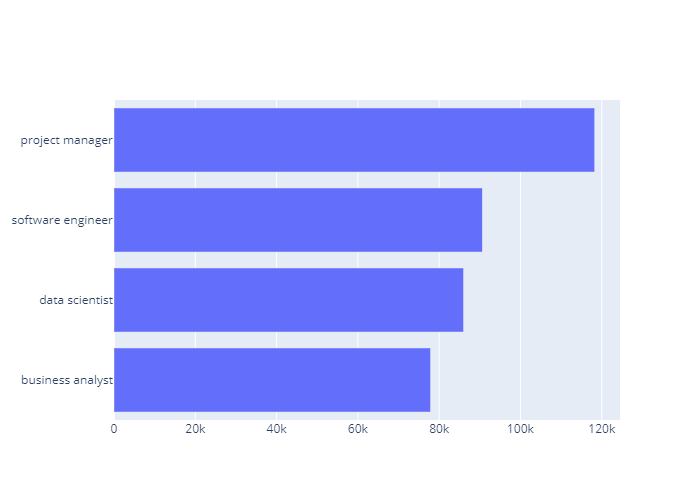 project manager
software engineer
data scientist
business analyst
0 20k 40k 60k 80k 100k 120k